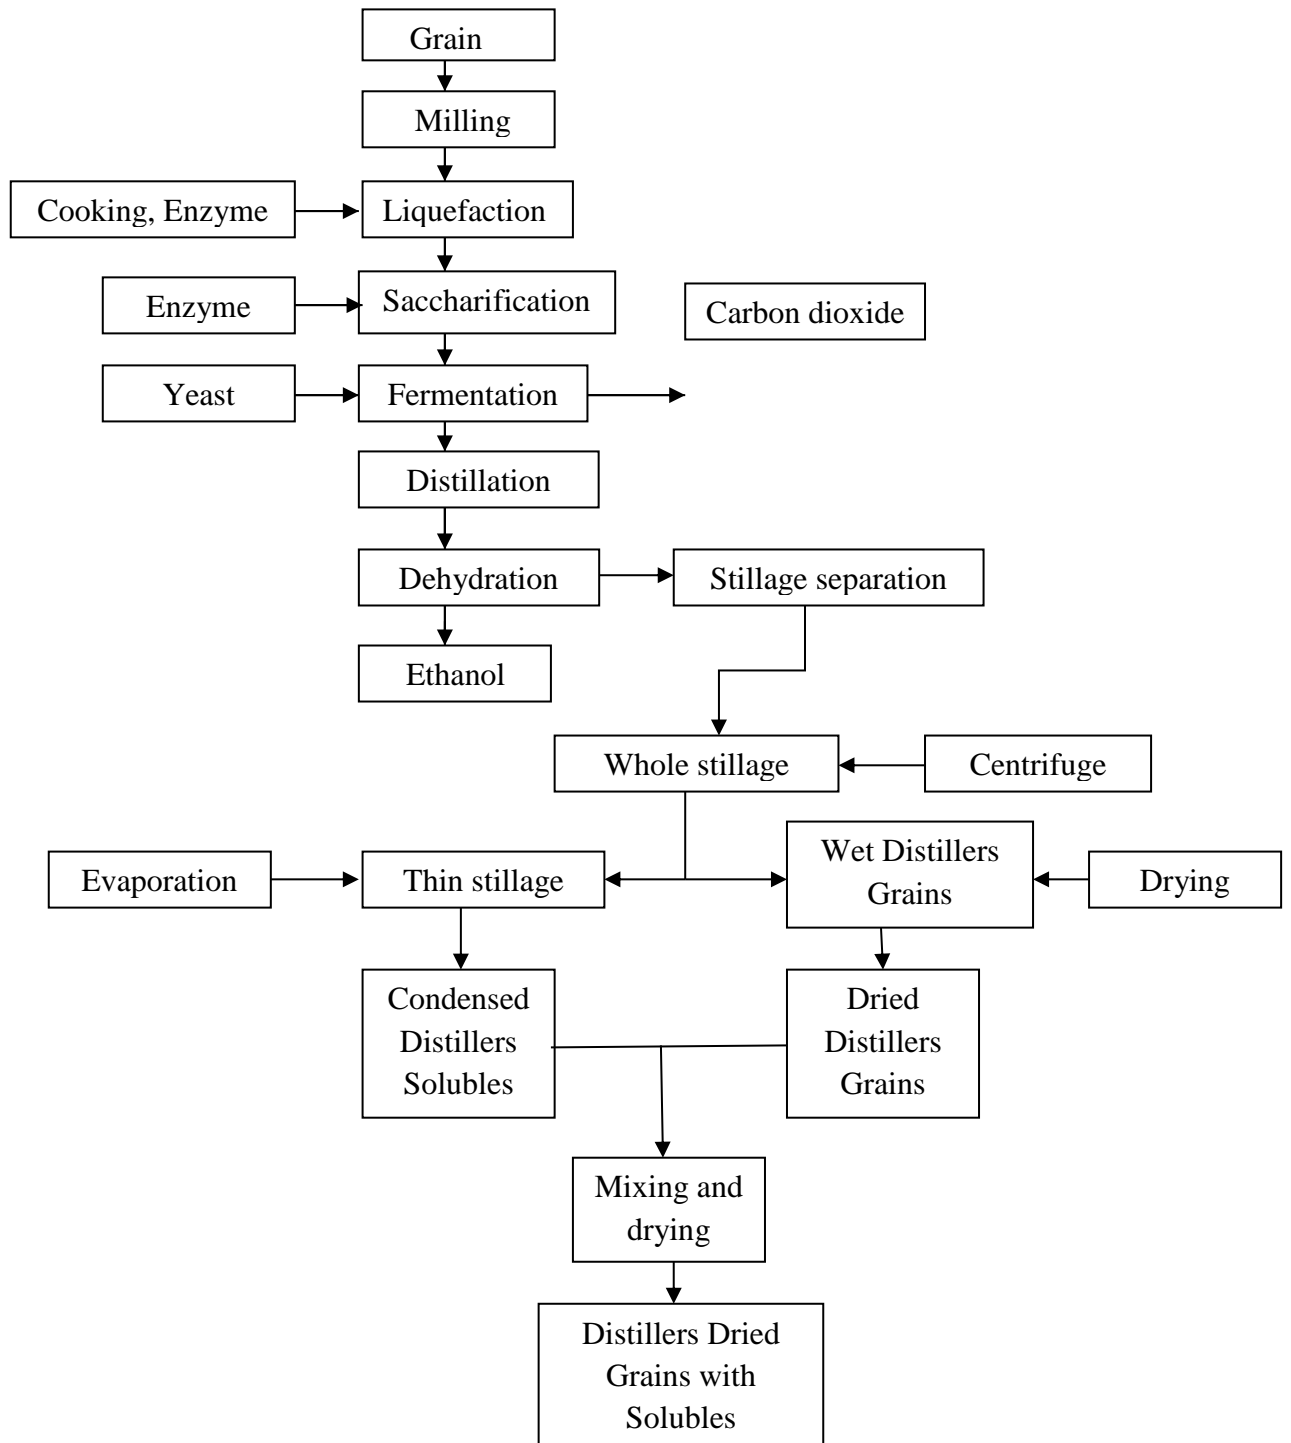 Grain
Milling
Cooking, Enzyme
Liquefaction
Enzyme
Saccharification
Carbon dioxide
Yeast
Fermentation
Distillation
Dehydration
Stillage separation
Ethanol
Whole stillage
Centrifuge
Evaporation
Thin stillage
Wet Distillers
Grains
Drying
Condensed
Distillers
Solubles
Dried
Distillers
Grains
Mixing and
drying
Distillers Dried
Grains with
Solubles